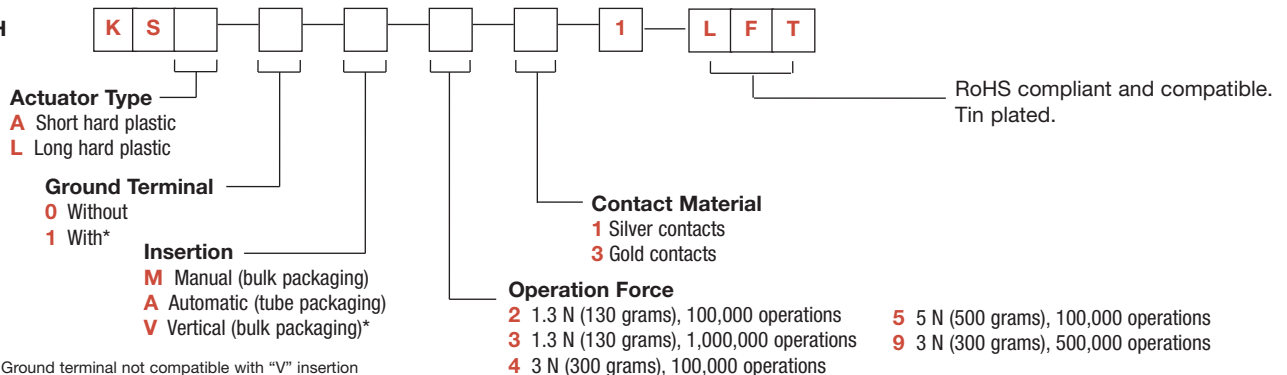 H
K S 1 L F T
Actuator Type
A Short hard plastic
L Long hard plastic
RoHS compliant and compatible.
Tin plated.
Ground Terminal
0 Without
1 With*
Insertion
M Manual (bulk packaging)
A Automatic (tube packaging)
V Vertical (bulk packaging)*
Contact Material
1 Silver contacts
3 Gold contacts
Operation Force
2 1.3 N (130 grams), 100,000 operations
3 1.3 N (130 grams), 1,000,000 operations
4 3 N (300 grams), 100,000 operations
5 5 N (500 grams), 100,000 operations
9 3 N (300 grams), 500,000 operations
Ground terminal not compatible with “V” insertion